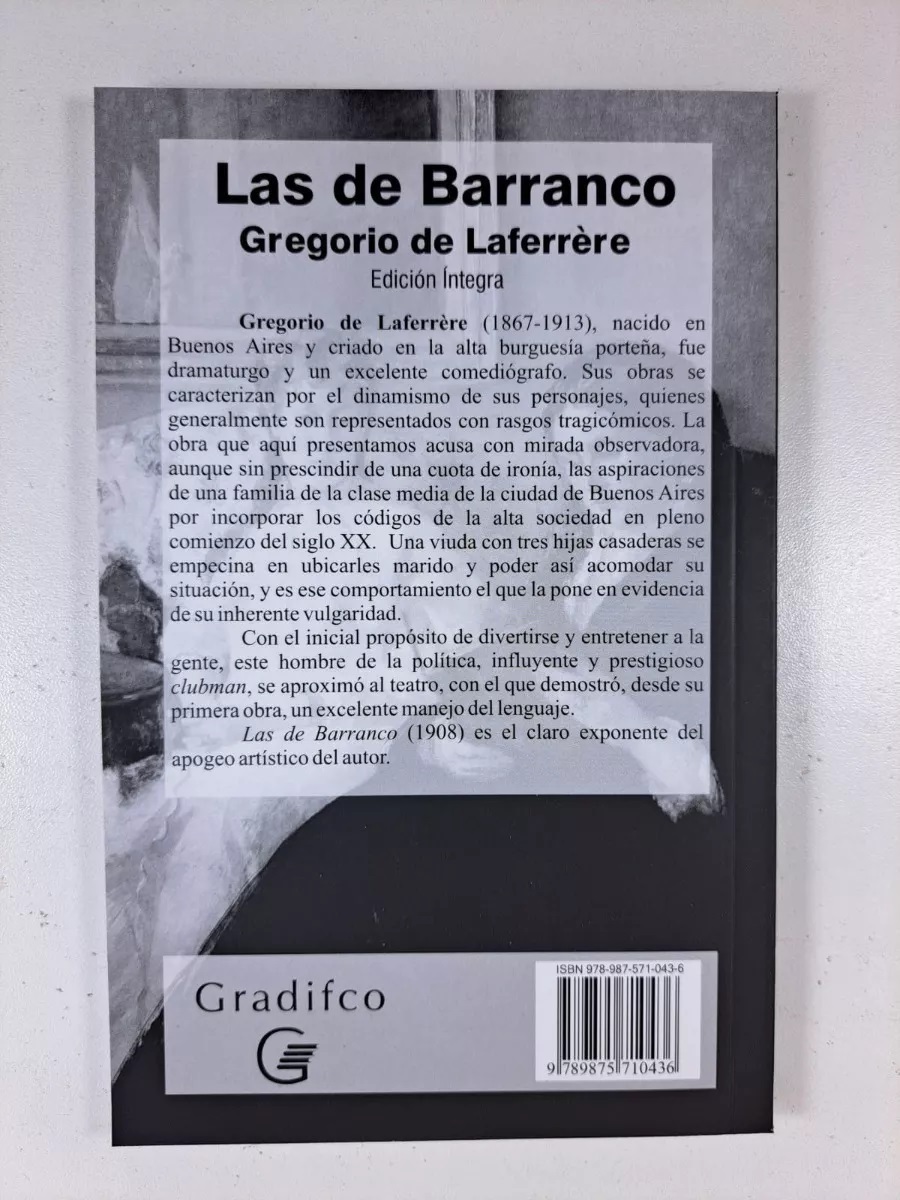 Las de Barranco
Gregorio de Laferrère
Edición Íntegra
Gregorio de Laferrère (1867-1913), nacido en
Buenos Aires y criado en la alta burguesía porteña, fue
dramaturgo y un excelente comediógrafo. Sus obras se
caracterizan por el dinamismo de sus personajes, quienes
generalmente son representados con rasgos tragicómicos. La
obra que aquí presentamos acusa con mirada observadora,
aunque sin prescindir de una cuota de ironía, las aspiraciones
de una familia de la clase media de la ciudad de Buenos Aires
por incorporar los códigos de la alta sociedad en pleno
comienzo del siglo XX. Una viuda con tres hijas casaderas se
empecina en ubicarles marido y poder así acomodar su
situación, y es ese comportamiento el que la pone en evidencia
de su inherente vulgaridad.
Con el inicial propósito de divertirse y entretener a la
gente, este hombre de la política, influyente y prestigioso
clubman, se aproximó al teatro, con el que demostró, desde su
primera obra, un excelente manejo del lenguaje.
Las de Barranco (1908) es el claro exponente del
apogeo artístico del autor.
ISBN 978-987-571-043-6
Gradifco
9 789875 710436